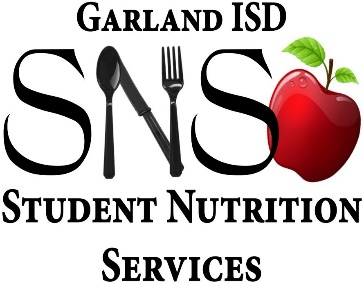 Garland ISD
SNS
Student Nutrition
Services